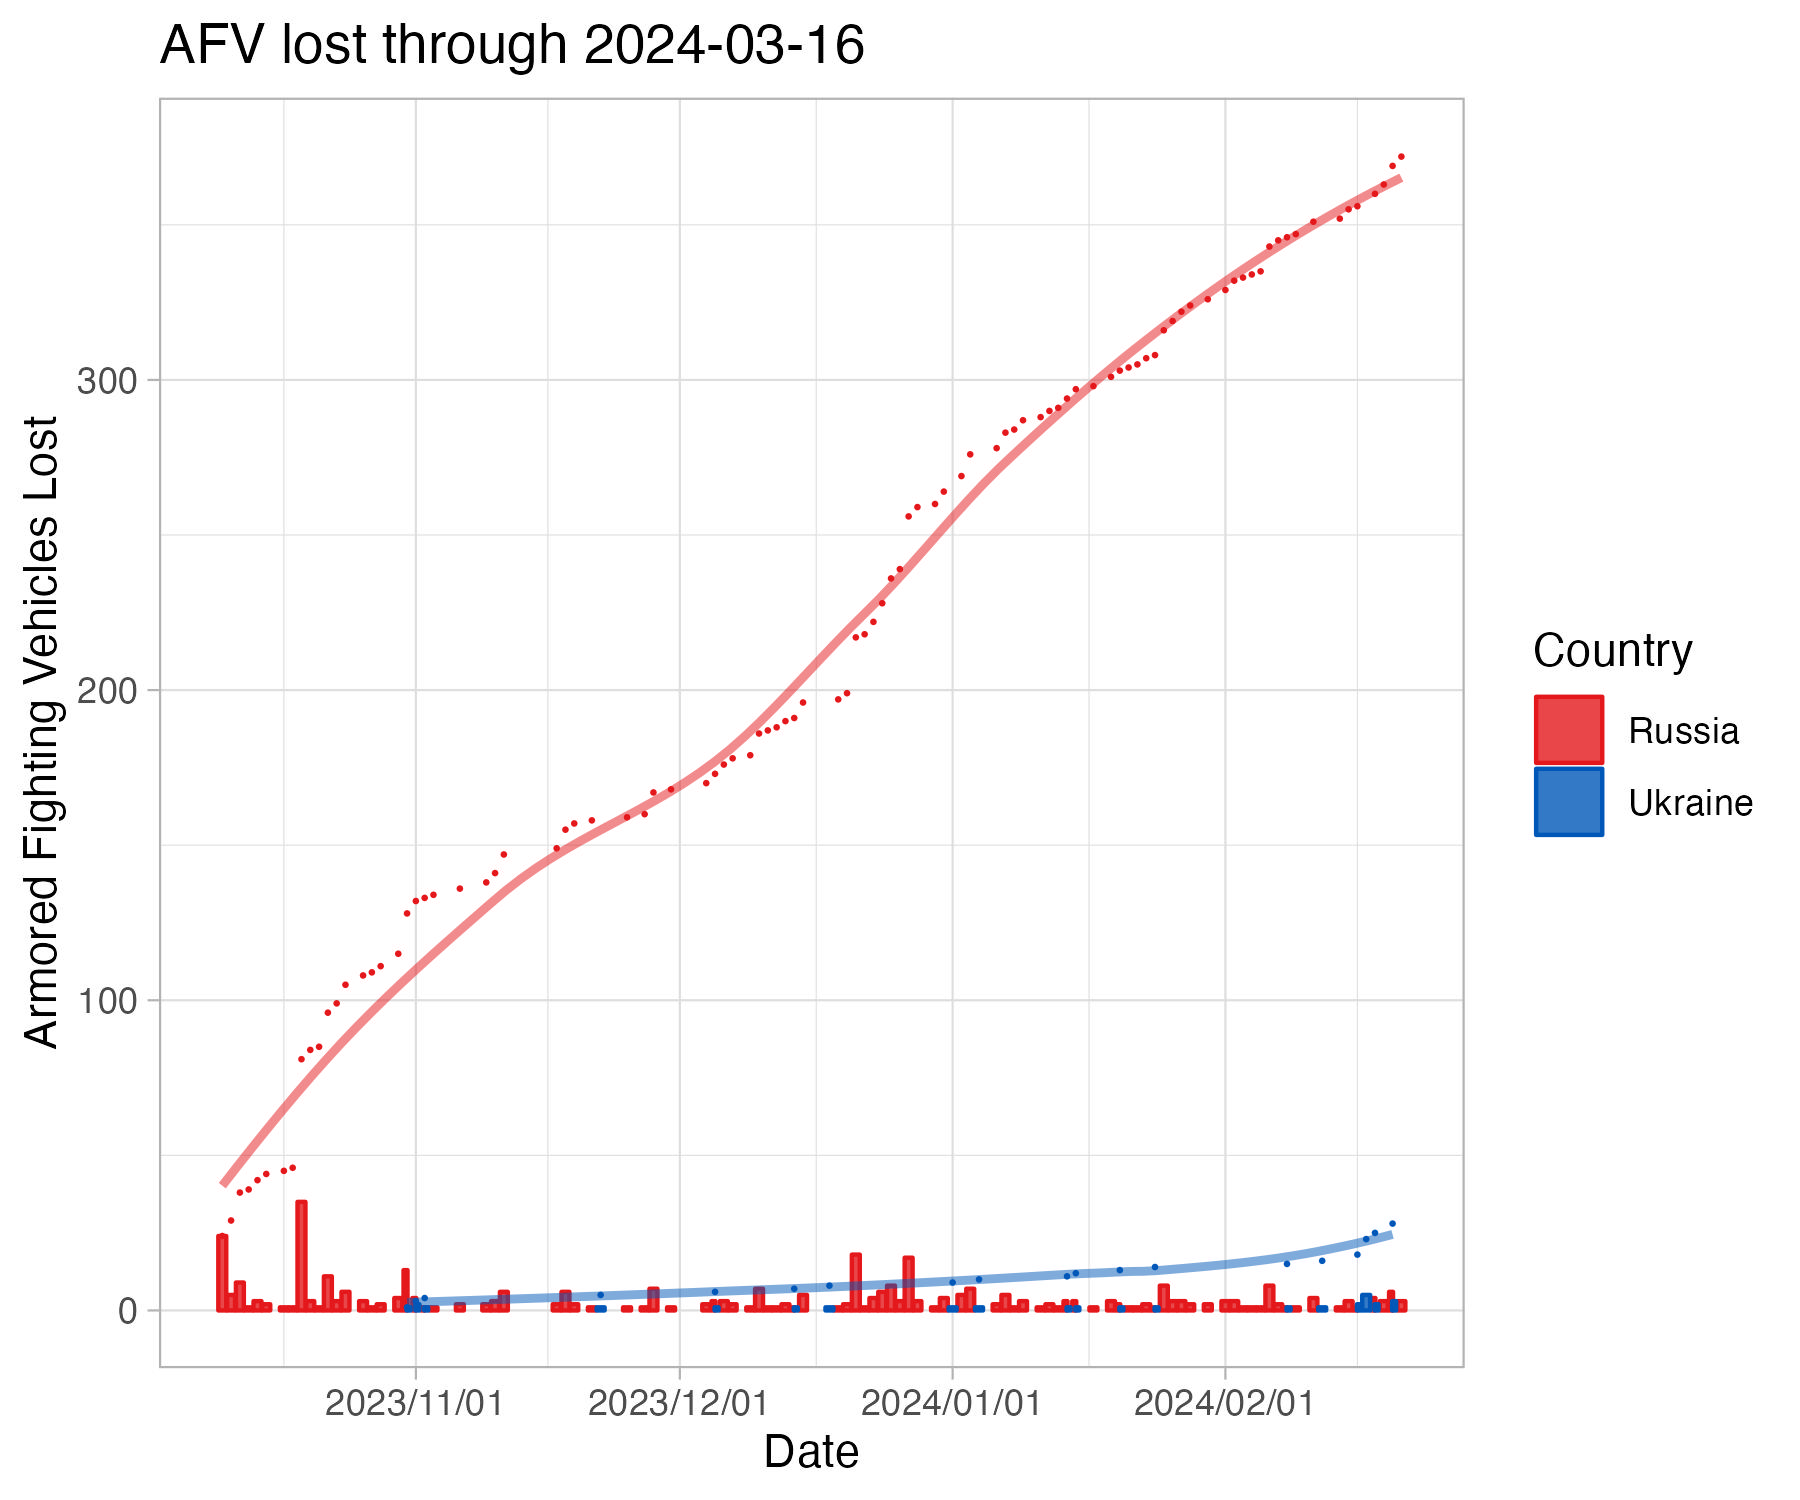 AFV lost through 2024-03-16
Armored Fighting Vehicles Lost
300
200
100
0
2023/11/01 2023/12/01 2024/01/01 2024/02/01
Date
Country
Russia
Ukraine